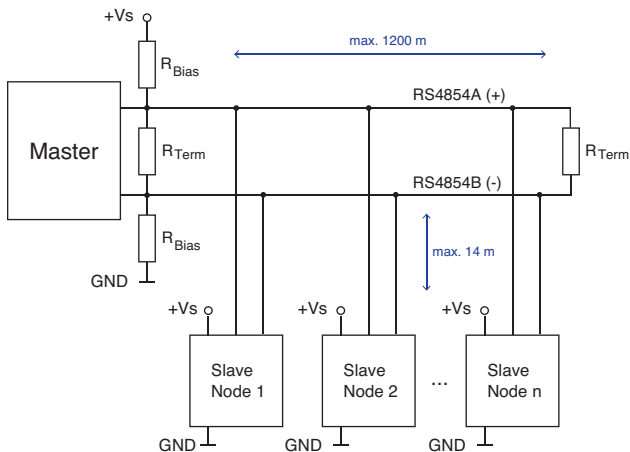 +Vs
max. 1200 m
RBias
RS4854A (+)
Master
RTerm
RTerm
RS4854B (-)
RBias
max. 14 m
GND
+Vs
+Vs
+Vs
Slave
Node 1
Slave
Node 2
...
Slave
Node n
GND
GND
GND